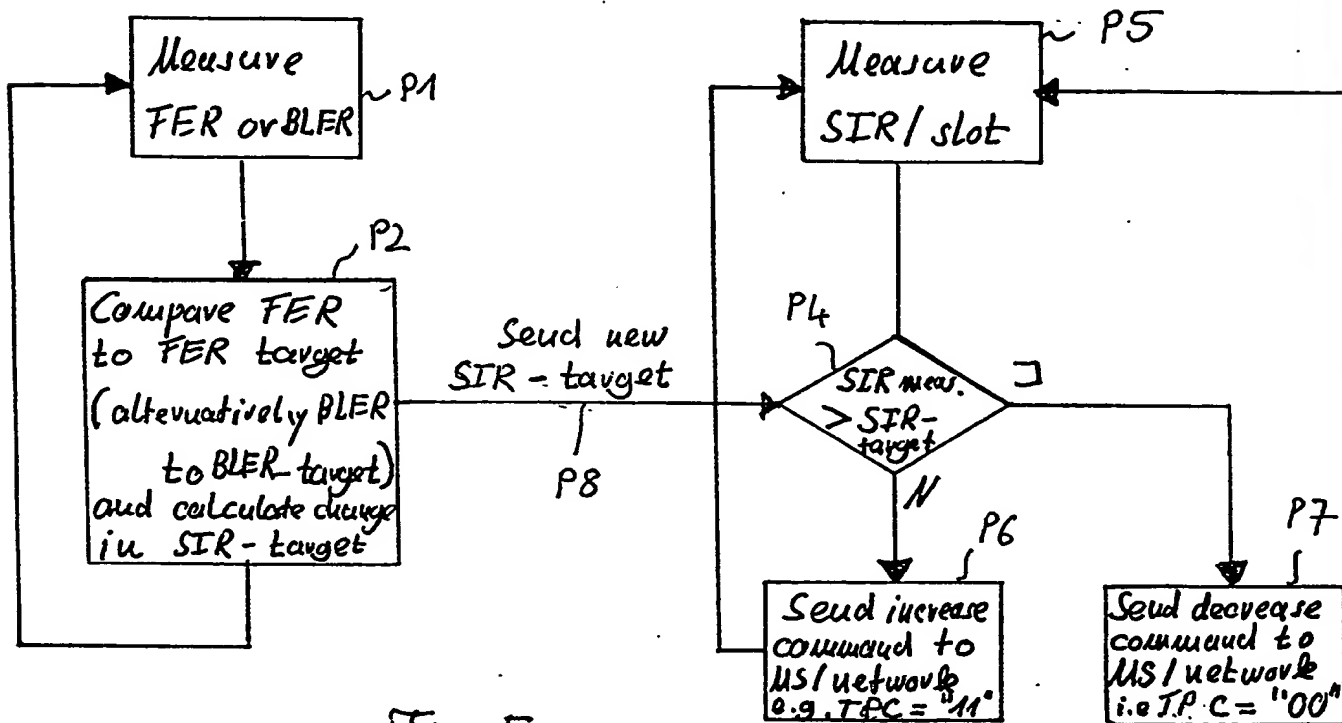 Measure
FER or BLER
P1
P2
Compare FER
to FER target
(alternatively BLER
to BLER-target)
and calculate change
in SIR-target
Send new
SIR-target
P8
P5
Measure
SIR/slot
P4
SIR meas.
> SIR-
target
J
N
P6
Send increase
command to
MS/network
e.g. TPC = "11"
P7
Send decrease
command to
MS/network
i.e T.P.C = "00"